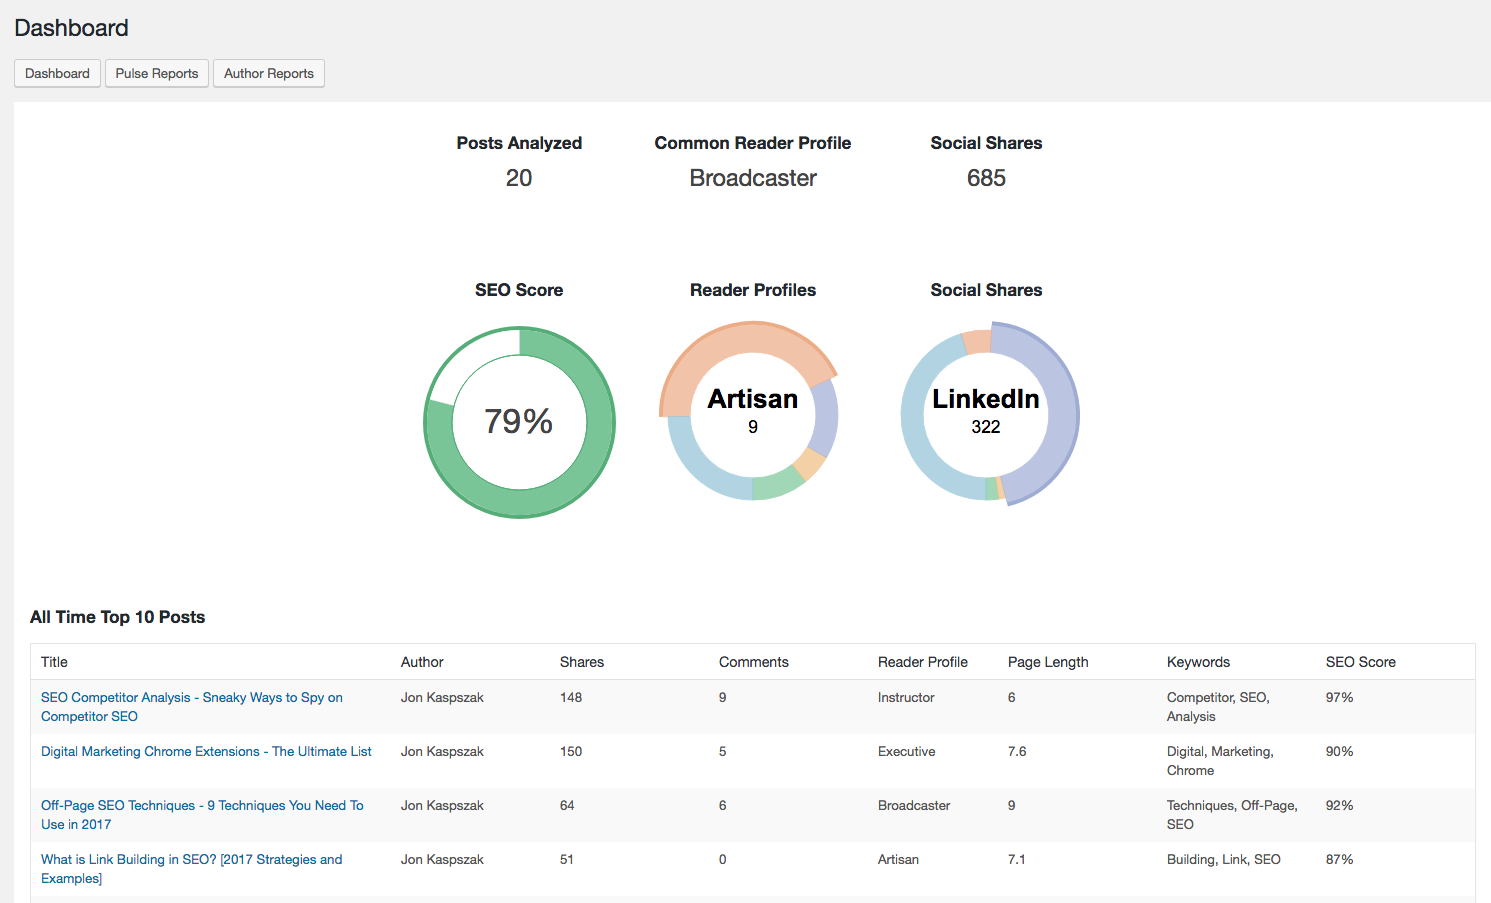 Dashboard
Dashboard Pulse Reports Author Reports
Posts Analyzed Common Reader Profile Social Shares
20 Broadcaster 685
SEO Score Reader Profiles Social Shares
79% Artisan LinkedIn
9 322
All Time Top 10 Posts
Title Author Shares Comments Reader Profile Page Length Keywords SEO Score
SEO Competitor Analysis - Sneaky Ways to Spy on Jon Kaspszak 148 9 Instructor 6 Competitor, SEO, 97%
Competitor SEO Analysis
Digital Marketing Chrome Extensions - The Ultimate List Jon Kaspszak 150 5 Executive 7.6 Digital, Marketing, 90%
Chrome
Off-Page SEO Techniques - 9 Techniques You Need To Jon Kaspszak 64 6 Broadcaster 9 Techniques, Off-Page, 92%
Use in 2017 SEO
What is Link Building in SEO? [2017 Strategies and Jon Kaspszak 51 0 Artisan 7.1 Building, Link, SEO 87%
Examples]